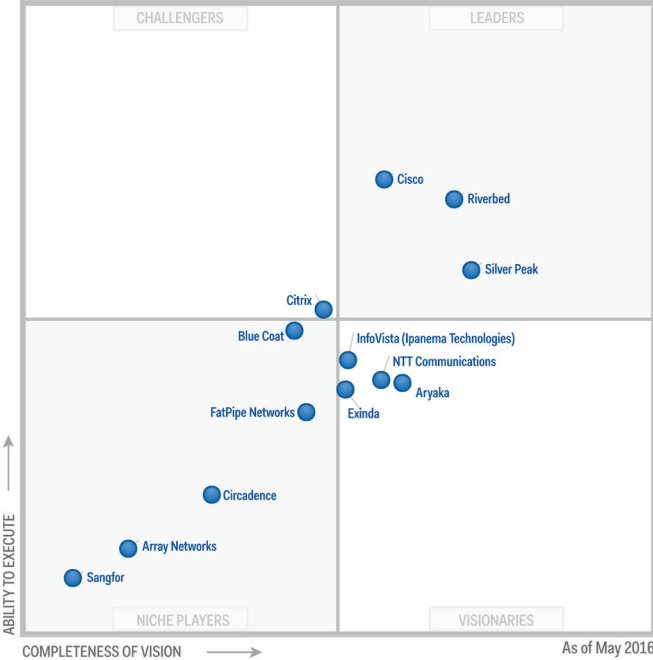 CHALLENGERS
LEADERS
Cisco
Riverbed
Silver Peak
Citrix
Blue Coat
InfoVista (Ipanema Technologies)
NTT Communications
Aryaka
Exinda
FatPipe Networks
Circadence
Array Networks
Sangfor
NICHE PLAYERS
VISIONARIES
ABILITY TO EXECUTE
COMPLETENESS OF VISION
As of May 2016